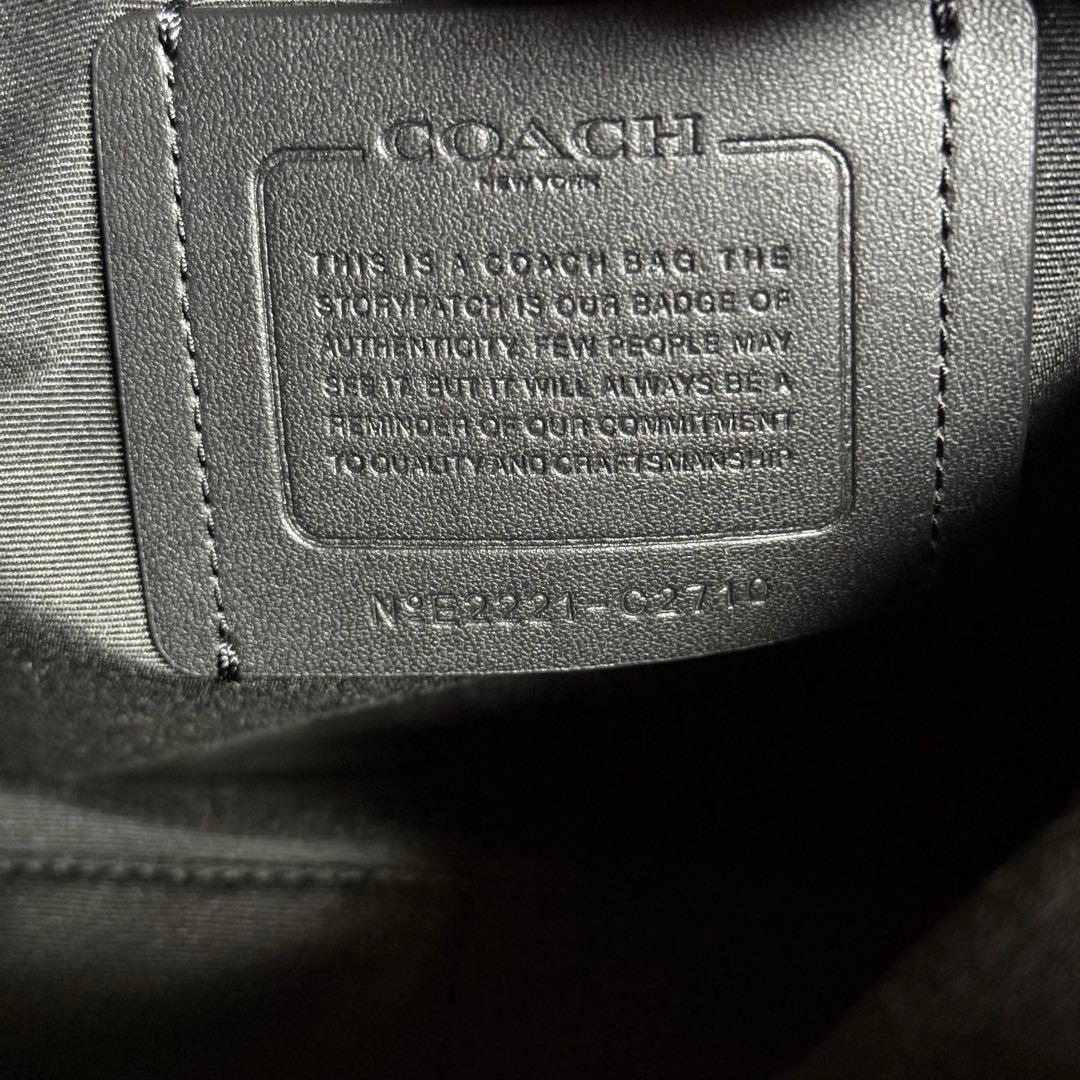 COACH
NEW YORK
THIS IS A COACH BAG. THE
STORYPATCH IS OUR BADGE OF
AUTHENTICITY. FEW PEOPLE MAY
SEE IT, BUT IT WILL ALWAYS BE A
REMINDER OF OUR COMMITMENT
TO QUALITY AND CRAFTSMANSHIP.
NºE2221-C2710